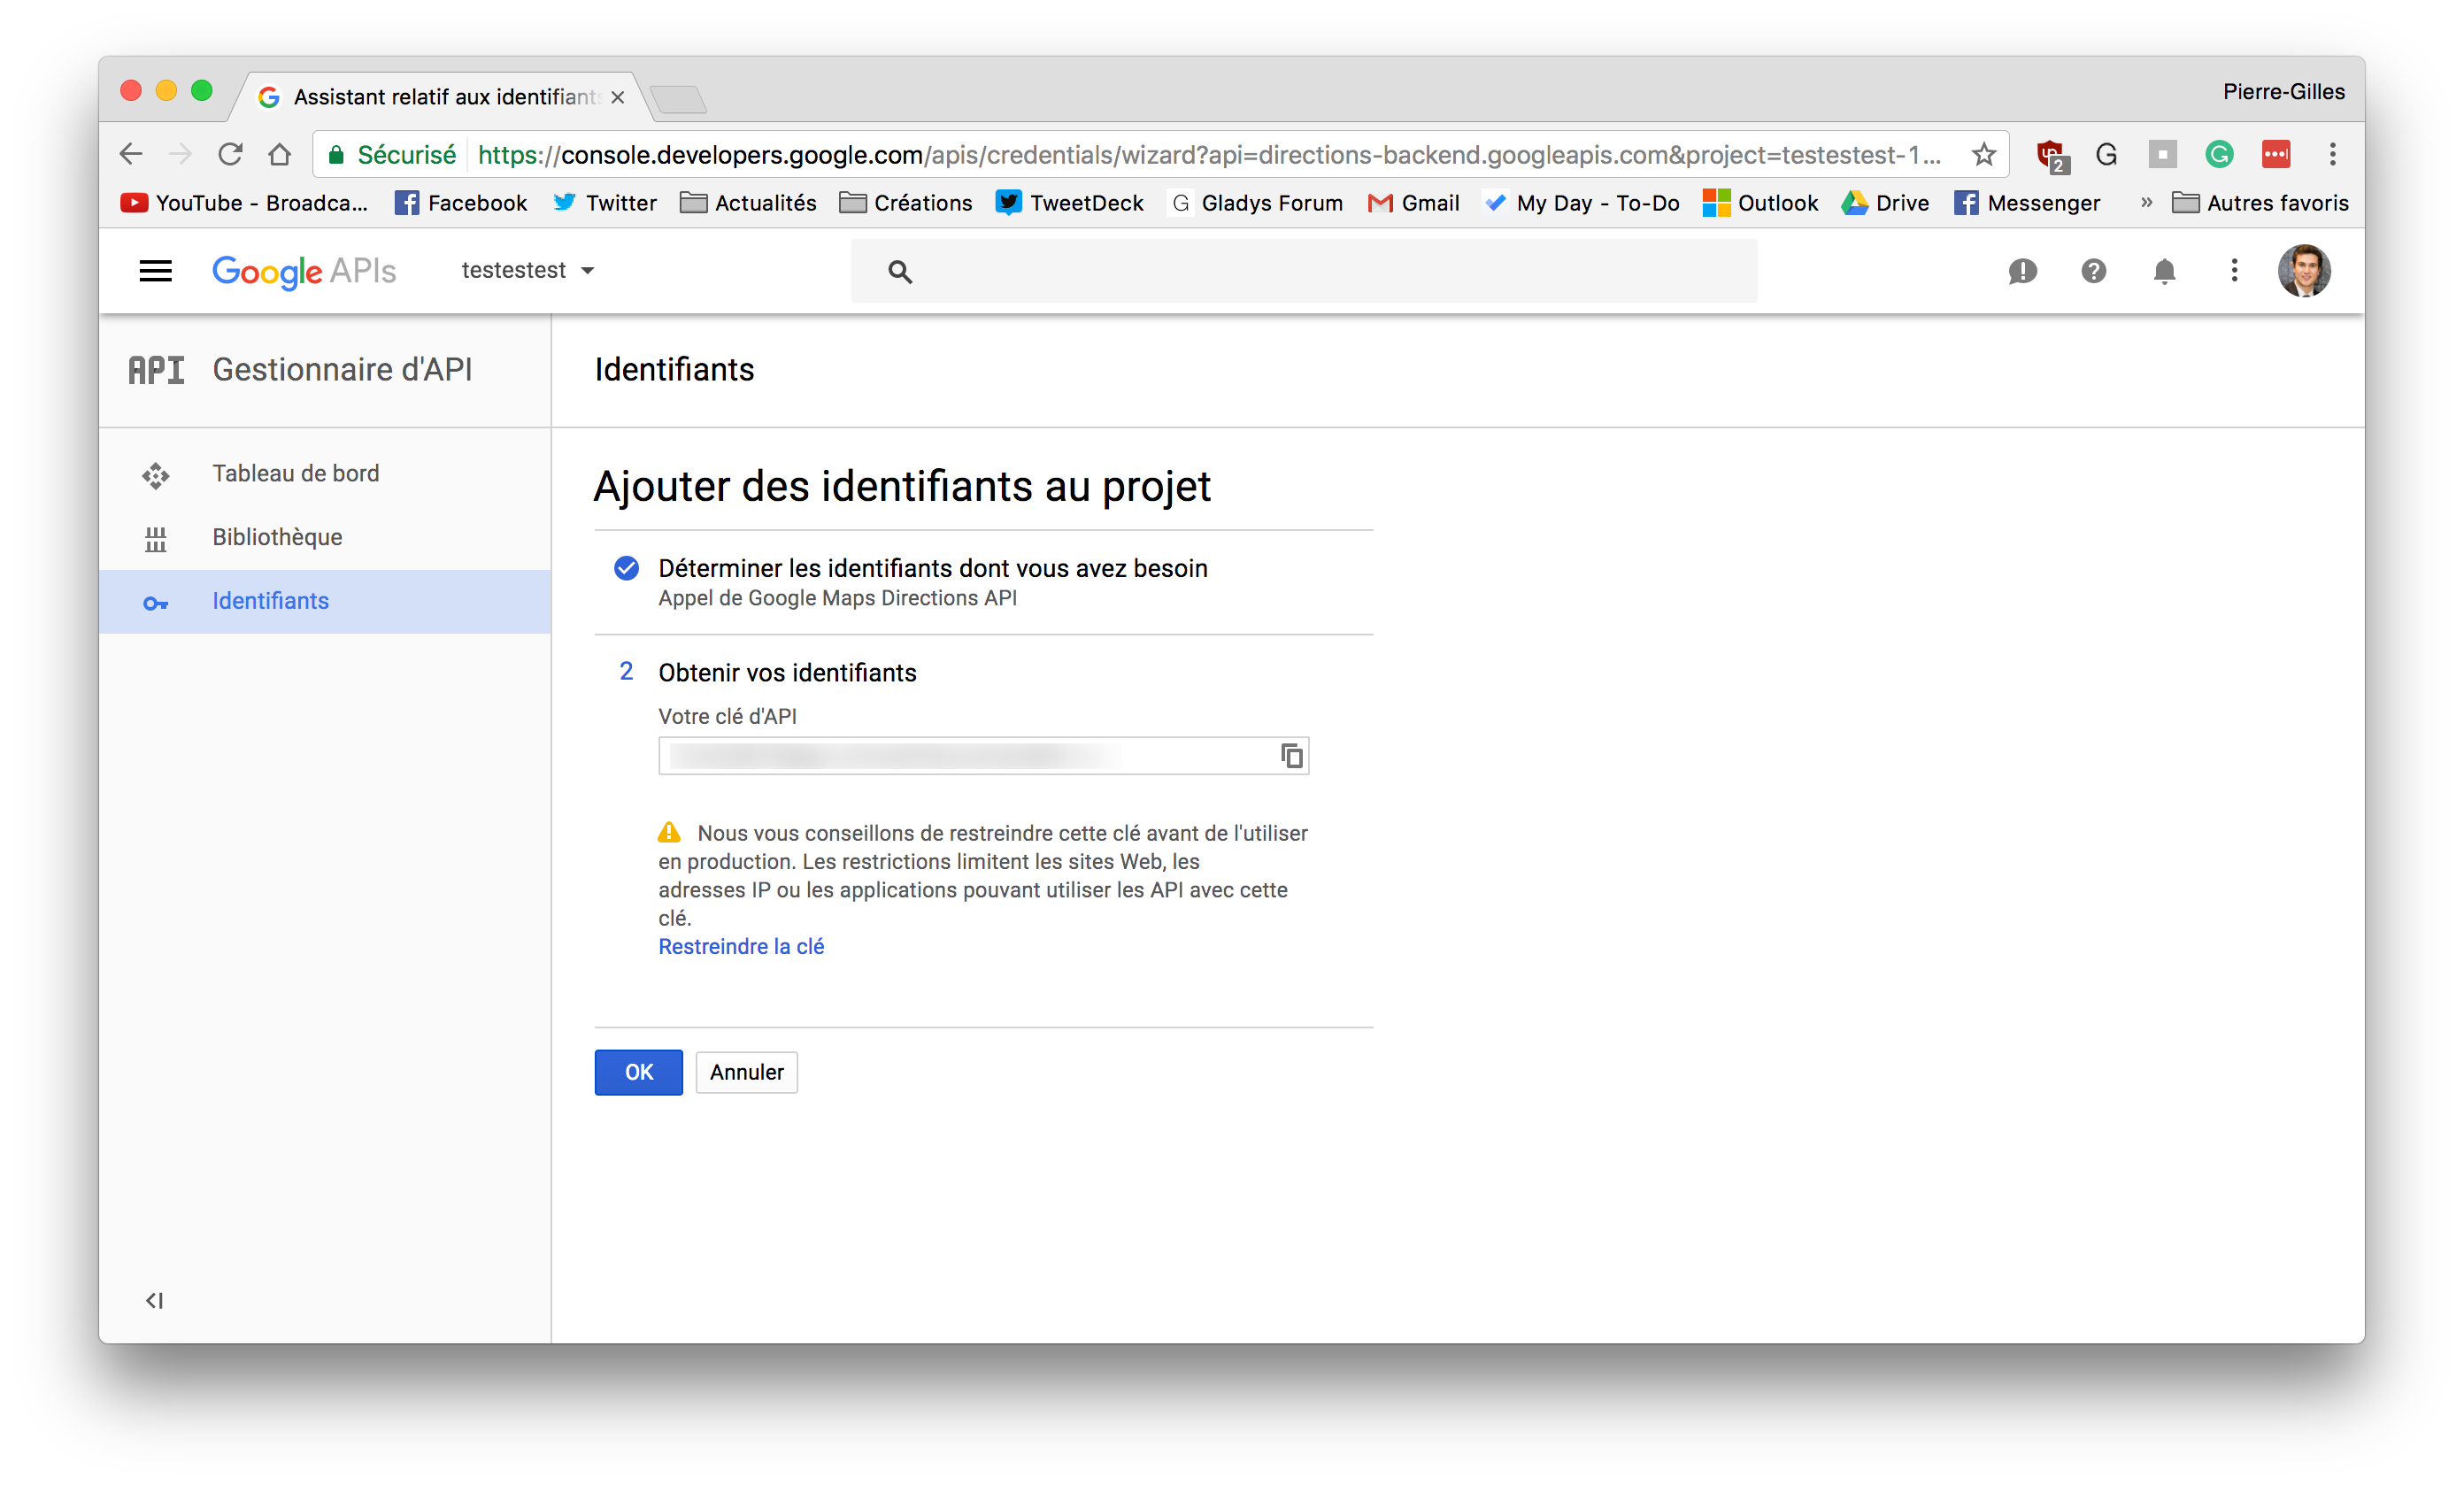 Assistant relatif aux identifiants
Pierre-Gilles
Sécurisé https://console.developers.google.com/apis/credentials/wizard?api=directions-backend.googleapis.com&project=testestest-1...
2 G
YouTube - Broadca... Facebook Twitter Actualités Créations TweetDeck G Gladys Forum Gmail My Day - To-Do Outlook Drive Messenger » Autres favoris
Google APIs testestest
API Gestionnaire d'API
Identifiants
Tableau de bord
Bibliothèque
Identifiants
Ajouter des identifiants au projet
Déterminer les identifiants dont vous avez besoin
Appel de Google Maps Directions API
2 Obtenir vos identifiants
Votre clé d'API
Nous vous conseillons de restreindre cette clé avant de l'utiliser
en production. Les restrictions limitent les sites Web, les
adresses IP ou les applications pouvant utiliser les API avec cette
clé.
Restreindre la clé
OK Annuler